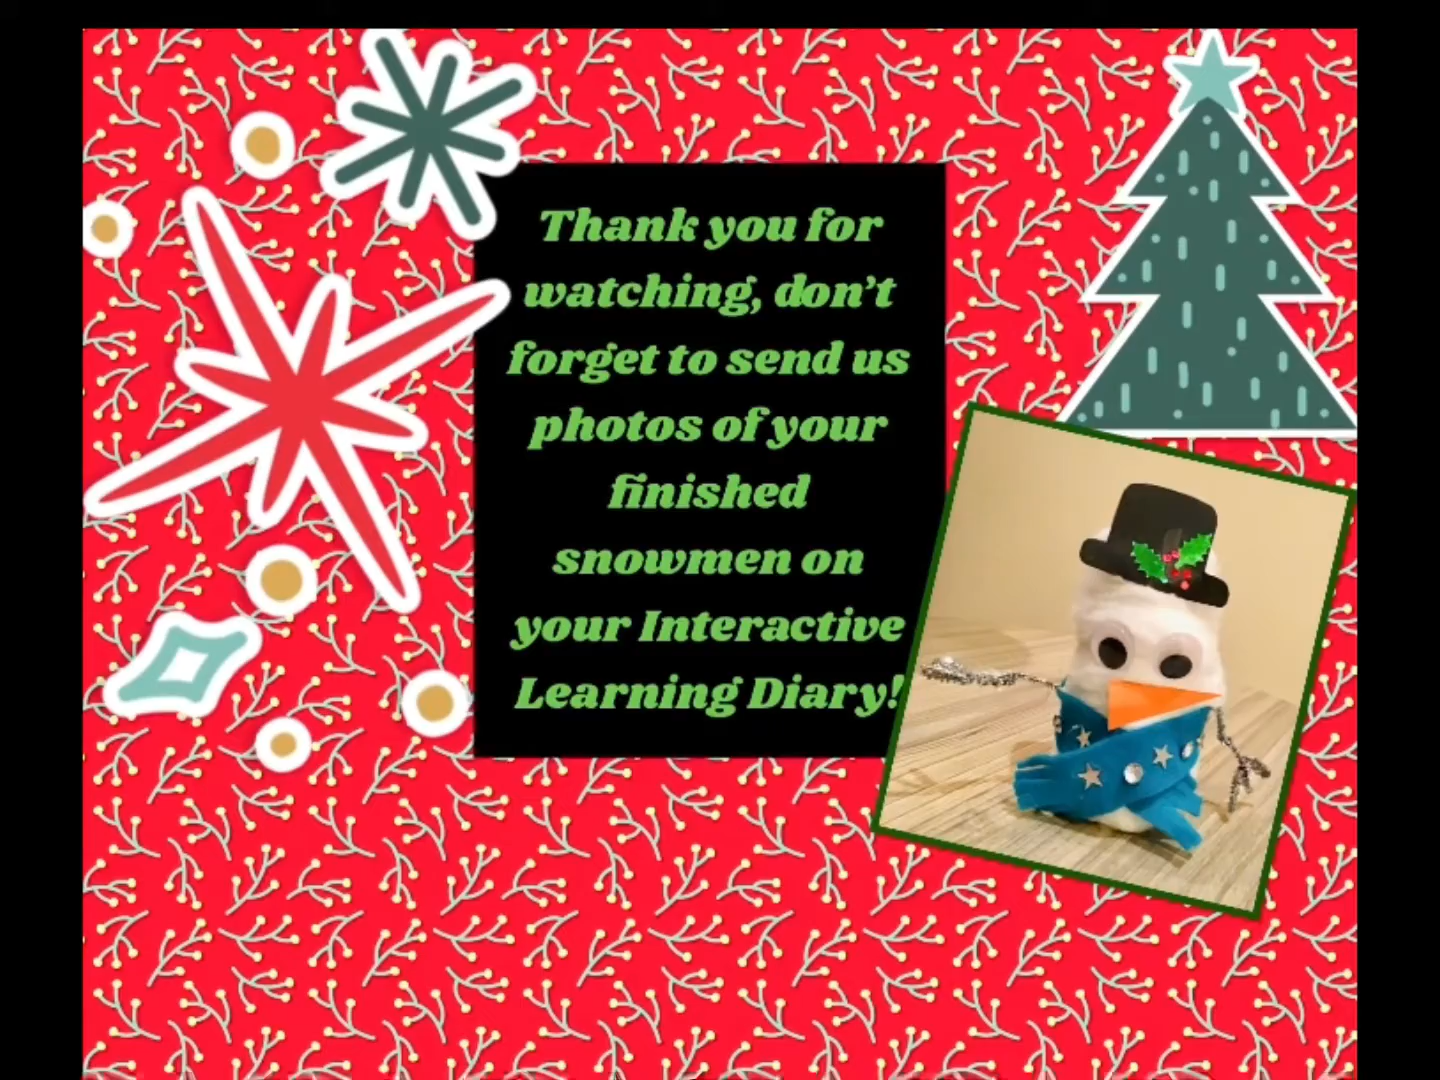 Thank you for
watching, don't
forget to send us
photos of your
finished
snowmen on
your Interactive
Learning Diary!